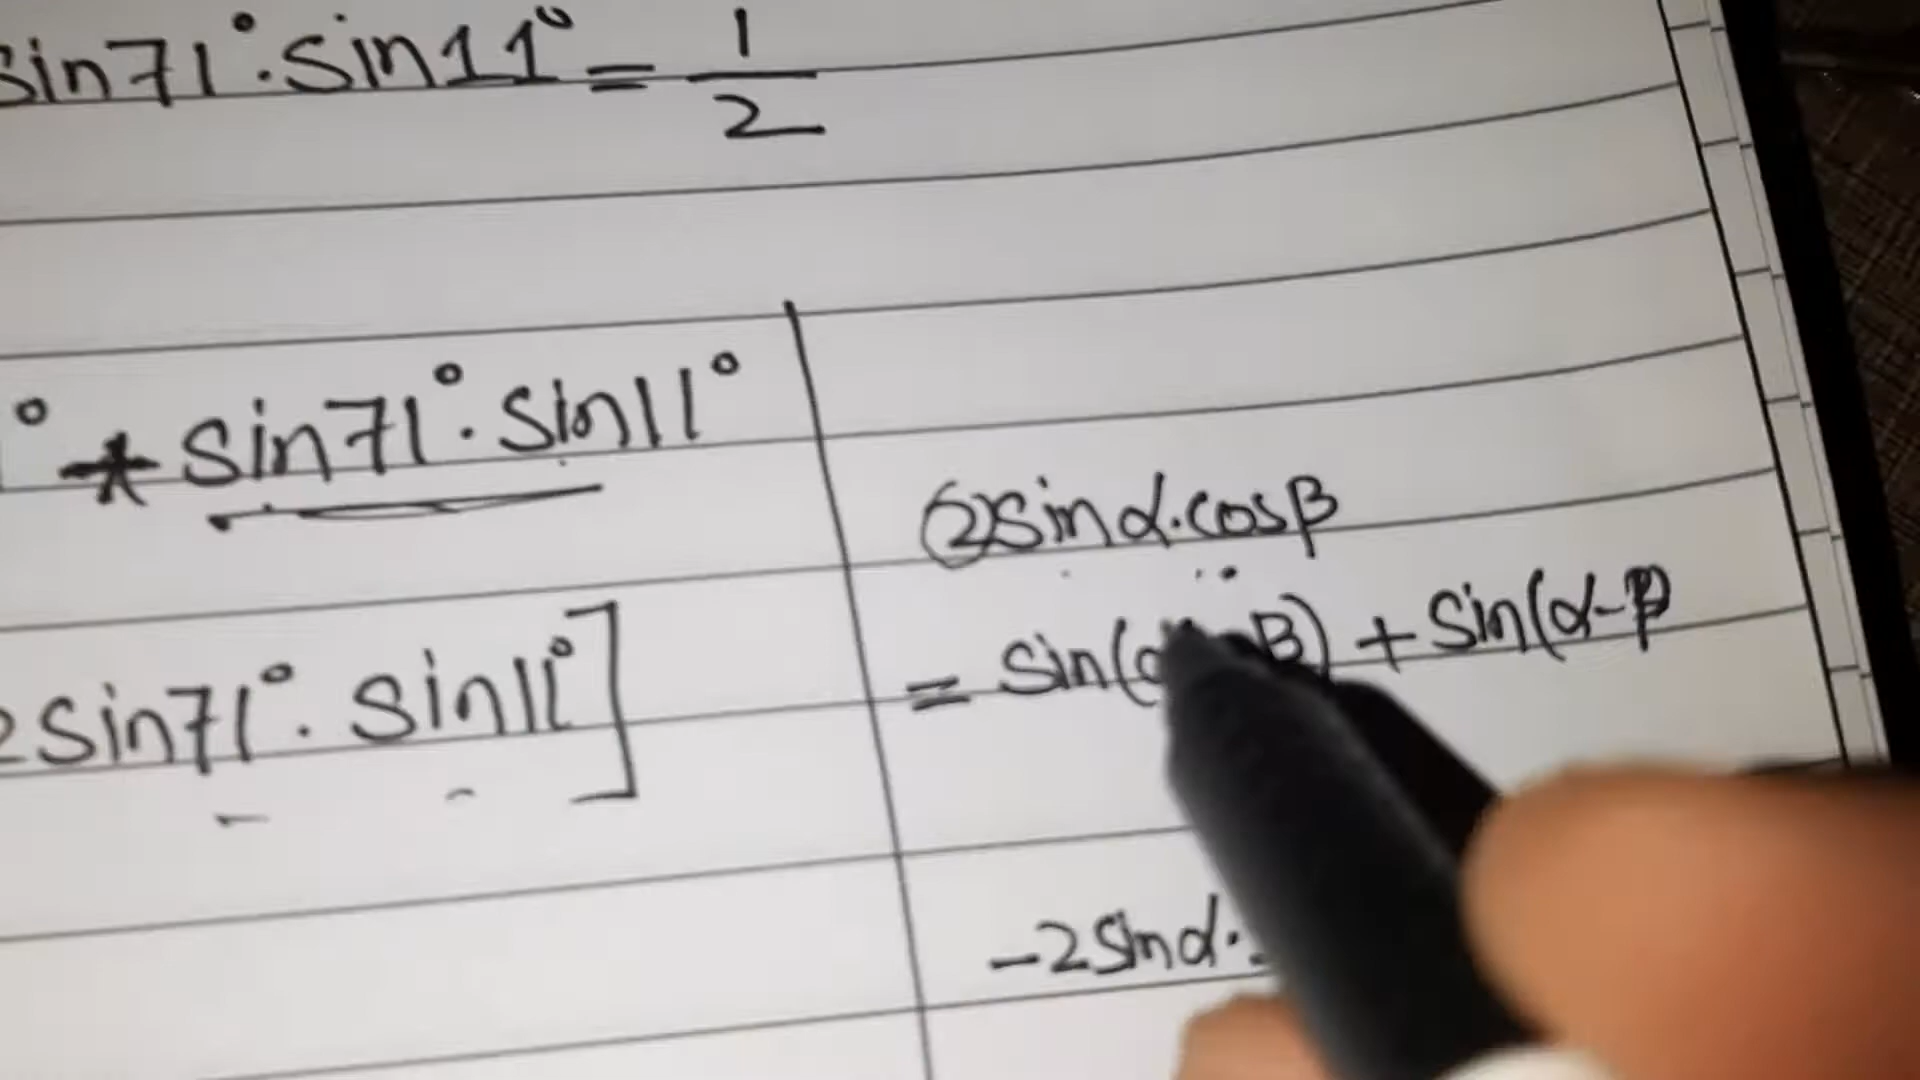 sin71°.sin11° = 1/2
° + sin71°.sin11°
2sin71°.sin11°]
2sinα.cosβ
= sin(α β) + sin(α-β
-2sinα.